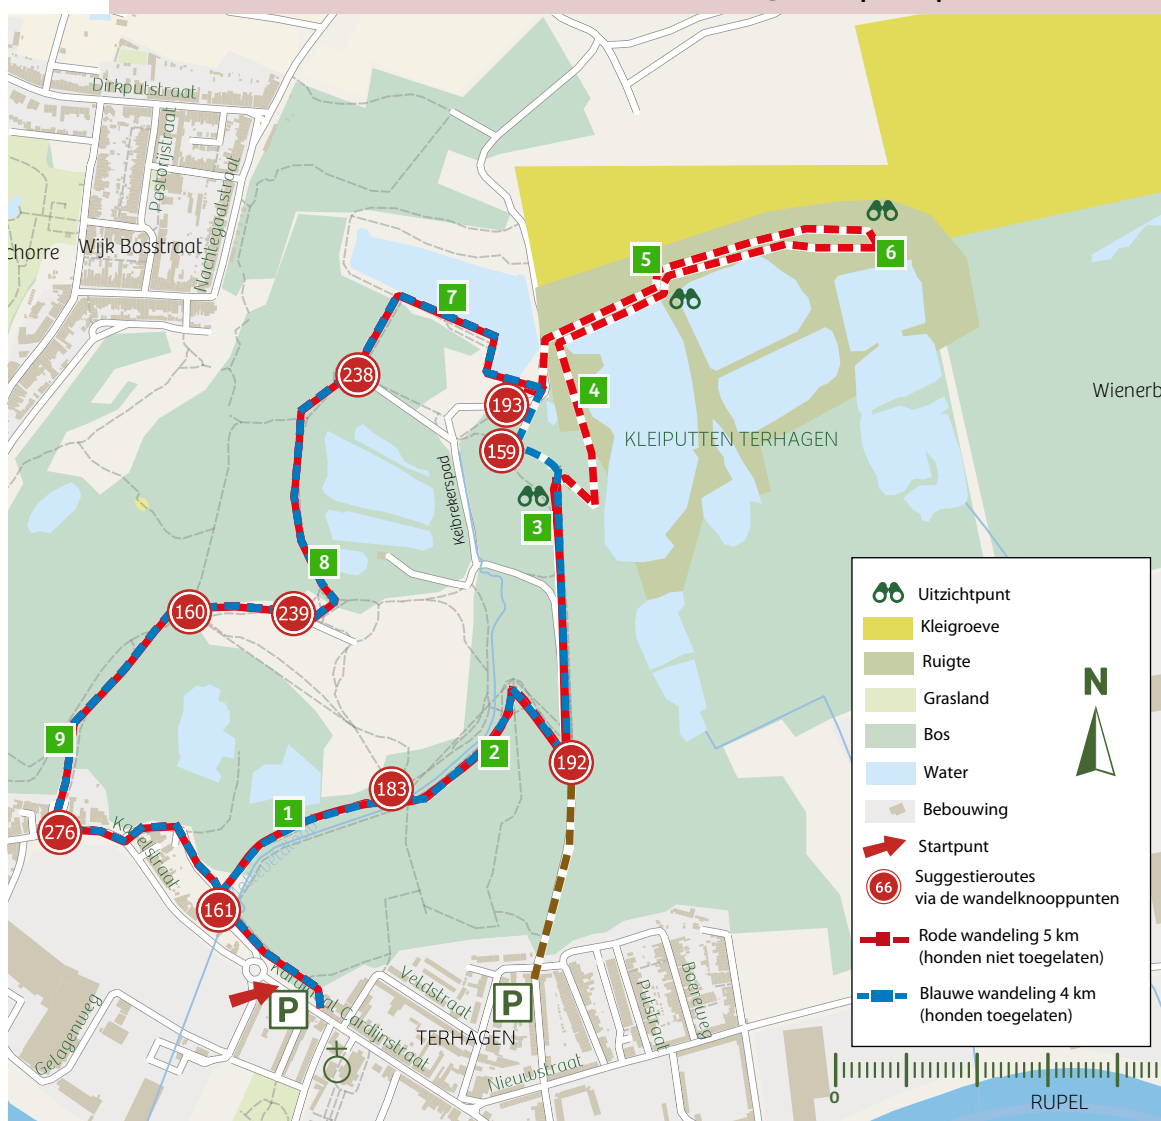 Dirkputstraat
Pastorijstraat
Nachtegaalstraat
chorre
Wijk Bosstraat
5
6
7
238
4
193
Wienerb
KLEIPUTTEN TERHAGEN
159
Keibrekerspad
3
8
160
239
9
2
192
183
1
276
Kapelstraat
161
Kardinaal Cardijnstraat
P
Veldstraat
P
TERHAGEN
Putstraat
Boereweg
Gelagenweg
Nieuwstraat
Uitzichtpunt
Kleigroeve
Ruigte
Grasland
Bos
Water
Bebouwing
Startpunt
66
Suggestieroutes
via de wandelknooppunten
Rode wandeling 5 km
(honden niet toegelaten)
Blauwe wandeling 4 km
(honden toegelaten)
N
0
RUPEL